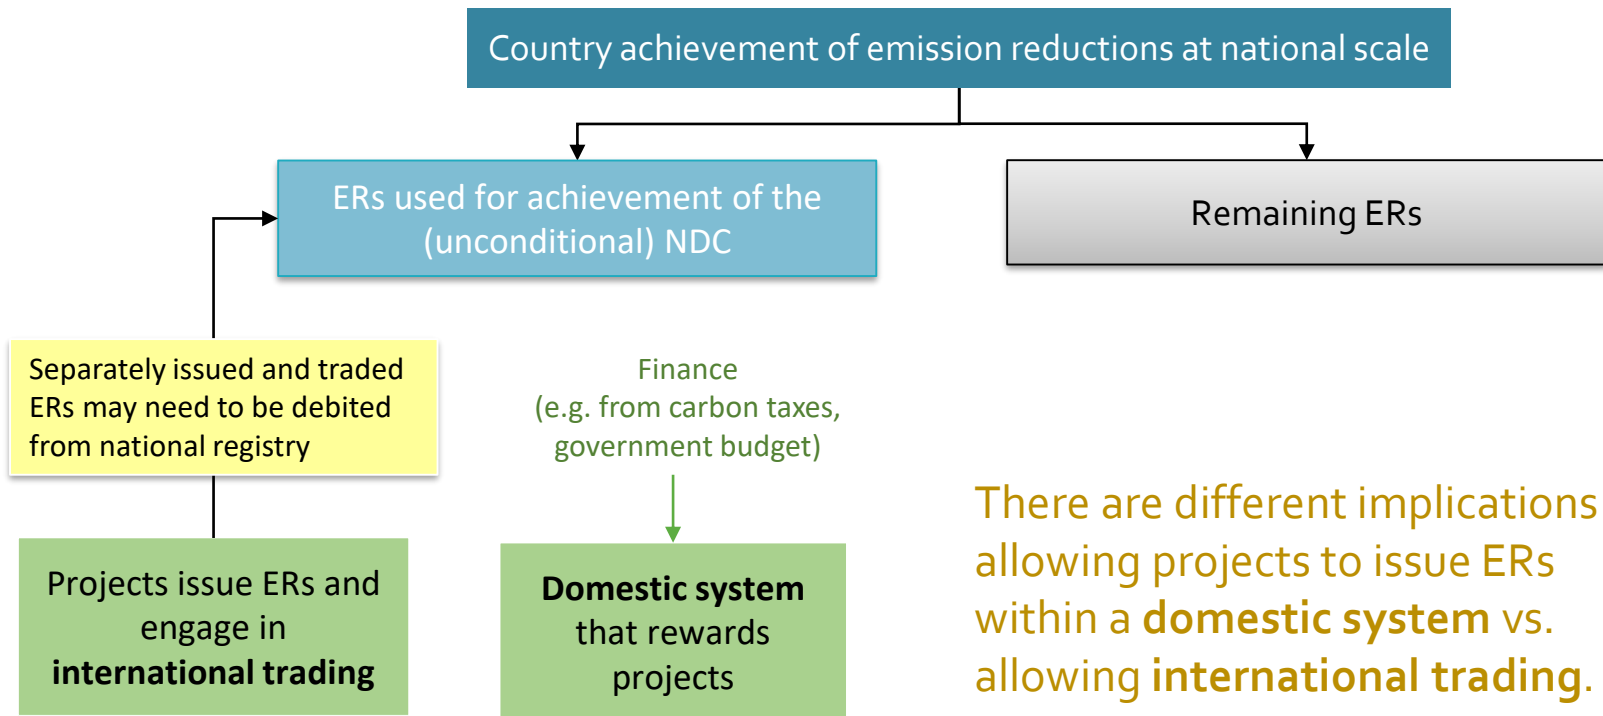 Country achievement of emission reductions at national scale
ERs used for achievement of the
(unconditional) NDC
Remaining ERs
Separately issued and traded
ERs may need to be debited
from national registry
Finance
(e.g. from carbon taxes,
government budget)
Projects issue ERs and
engage in
international trading
Domestic system
that rewards
projects
There are different implications
allowing projects to issue ERs
within a domestic system vs.
allowing international trading.